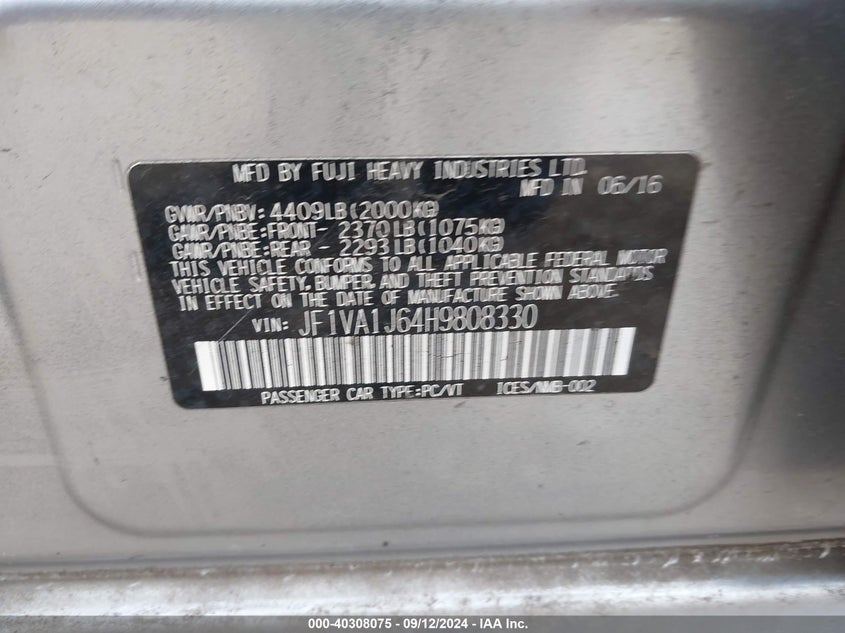 MFD BY FUJI HEAVY INDUSTRIES LTD.
MFD IN 06/16
GVWR/PNBV: 4409LB(2000KG)
GAWR/PNBE:FRONT- 2370LB(1075KG)
GAWR/PNBE:REAR - 2293LB(1040KG)
THIS VEHICLE CONFORMS TO ALL APPLICABLE FEDERAL MOTOR
VEHICLE SAFETY, BUMPER, AND THEFT PREVENTION STANDARDS
IN EFFECT ON THE DATE OF MANUFACTURE SHOWN ABOVE.
VIN: JF1VA1J64H9808330
PASSENGER CAR TYPE:PC/VT ICES/NMB-002
000-40308075 - 09/12/2024 - IAA Inc.